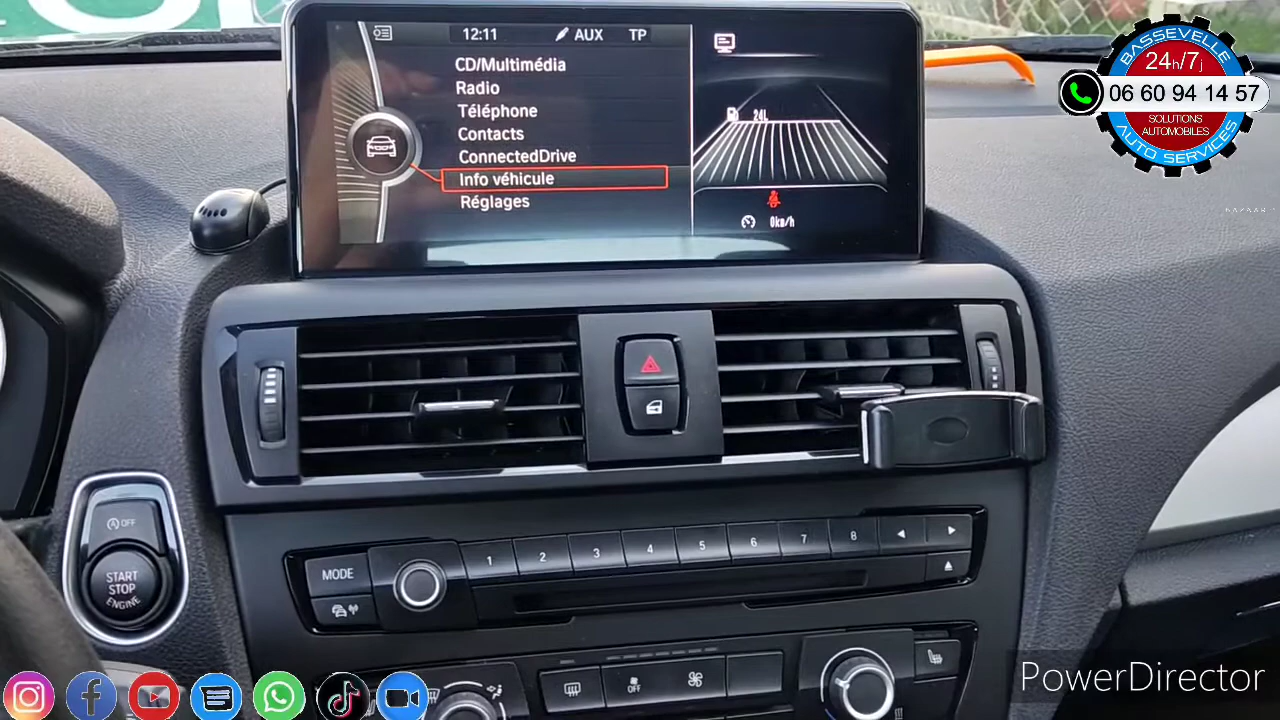 12:11 AUX TP
CD/Multimédia
Radio
Téléphone
Contacts
ConnectedDrive
Info véhicule
Réglages
24L
0km/h
BASSEVELLE
24h/7j
06 60 94 14 57
SOLUTIONS
AUTOMOBILES
AUTO SERVICES
BAZAAR
OFF
START
STOP
ENGINE
MODE
1 2 3 4 5 6 7 8
OFF
PowerDirector